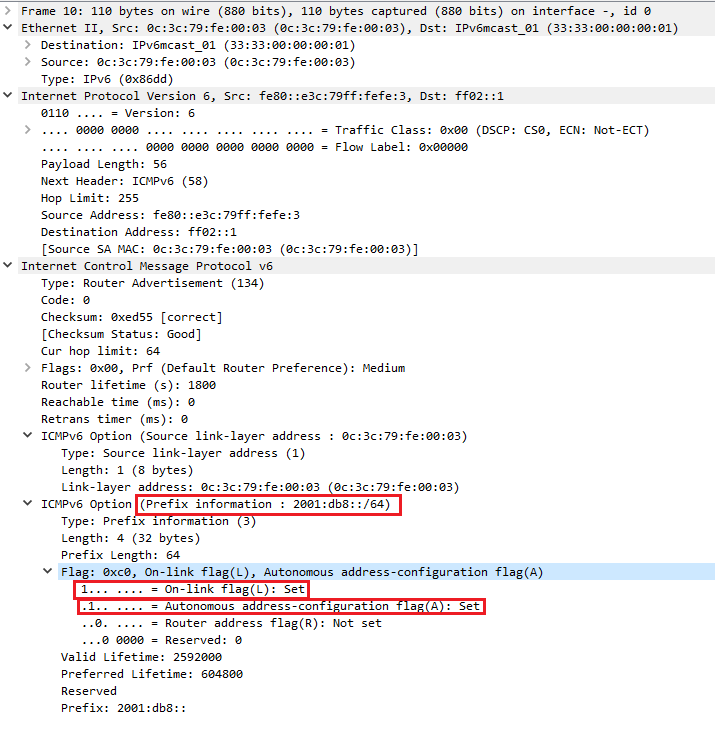 Frame 10: 110 bytes on wire (880 bits), 110 bytes captured (880 bits) on interface -, id 0
Ethernet II, Src: 0c:3c:79:fe:00:03 (0c:3c:79:fe:00:03), Dst: IPv6mcast_01 (33:33:00:00:00:01)
Destination: IPv6mcast_01 (33:33:00:00:00:01)
Source: 0c:3c:79:fe:00:03 (0c:3c:79:fe:00:03)
Type: IPv6 (0x86dd)
Internet Protocol Version 6, Src: fe80::e3c:79ff:fefe:3, Dst: ff02::1
0110 .... = Version: 6
.... 0000 0000 .... .... .... .... .... = Traffic Class: 0x00 (DSCP: CS0, ECN: Not-ECT)
.... .... .... 0000 0000 0000 0000 0000 = Flow Label: 0x00000
Payload Length: 56
Next Header: ICMPv6 (58)
Hop Limit: 255
Source Address: fe80::e3c:79ff:fefe:3
Destination Address: ff02::1
[Source SA MAC: 0c:3c:79:fe:00:03 (0c:3c:79:fe:00:03)]
Internet Control Message Protocol v6
Type: Router Advertisement (134)
Code: 0
Checksum: 0xed55 [correct]
[Checksum Status: Good]
Cur hop limit: 64
Flags: 0x00, Prf (Default Router Preference): Medium
Router lifetime (s): 1800
Reachable time (ms): 0
Retrans timer (ms): 0
ICMPv6 Option (Source link-layer address : 0c:3c:79:fe:00:03)
Type: Source link-layer address (1)
Length: 1 (8 bytes)
Link-layer address: 0c:3c:79:fe:00:03 (0c:3c:79:fe:00:03)
ICMPv6 Option (Prefix information : 2001:db8::/64)
Type: Prefix information (3)
Length: 4 (32 bytes)
Prefix Length: 64
Flag: 0xc0, On-link flag(L), Autonomous address-configuration flag(A)
1... .... = On-link flag(L): Set
.1.. .... = Autonomous address-configuration flag(A): Set
..0. .... = Router address flag(R): Not set
...0 0000 = Reserved: 0
Valid Lifetime: 2592000
Preferred Lifetime: 604800
Reserved
Prefix: 2001:db8::